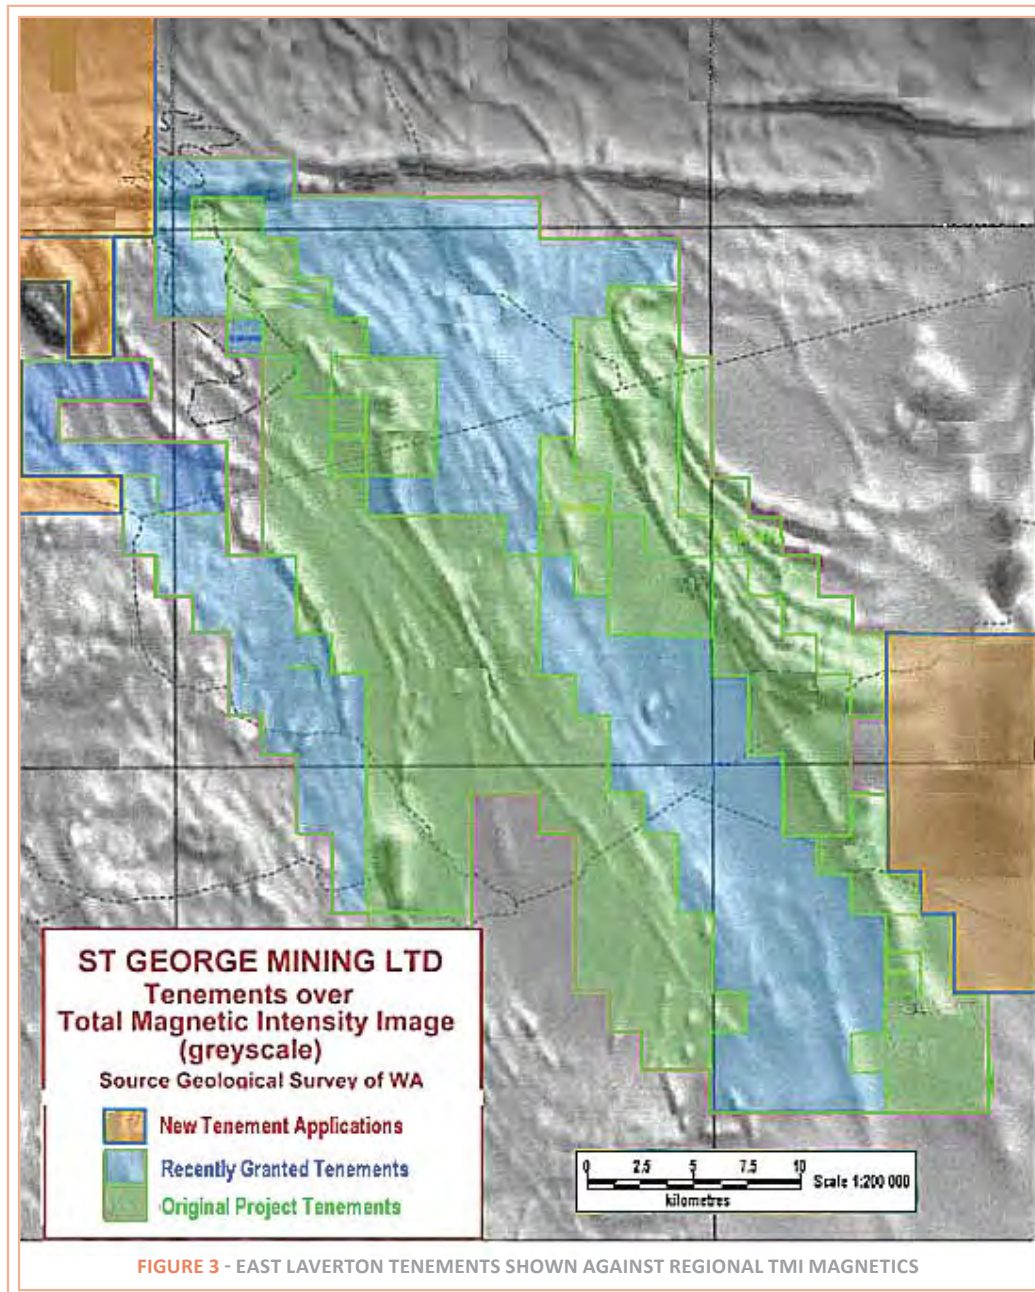 ST GEORGE MINING LTD
Tenements over
Total Magnetic Intensity Image
(greyscale)
Source Geological Survey of WA
New Tenement Applications
Recently Granted Tenements
Original Project Tenements
0 2.5 5 7.5 10
kilometres
Scale 1:200 000
FIGURE 3 - EAST LAVERTON TENEMENTS SHOWN AGAINST REGIONAL TMI MAGNETICS